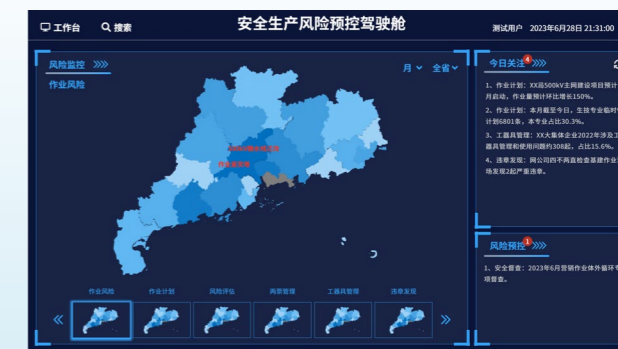 工作台 搜索
安全生产风险预控驾驶舱
测试用户 2023年6月28日 21:31:00
风险监控
月 全省
作业风险
作业风险 作业计划 风险评估 两票管理 工器具管理 违章发现
今日关注 4
1、作业计划:XX局500kV主网建设项目预计
月启动,作业量预计环比增长150%。
2、作业计划:本月截至今日,生技专业临时
计划6801条,本专业占比30.3%。
3、工器具管理:XX大集体企业2022年涉及工
器具管理和使用问题约308起,占比15.6%。
4、违章发现:网公司四不两直检查基建作业
场发现2起严重违章。
风险预控 1
1、安全督查:2023年6月营销作业体外循环专
项督查。